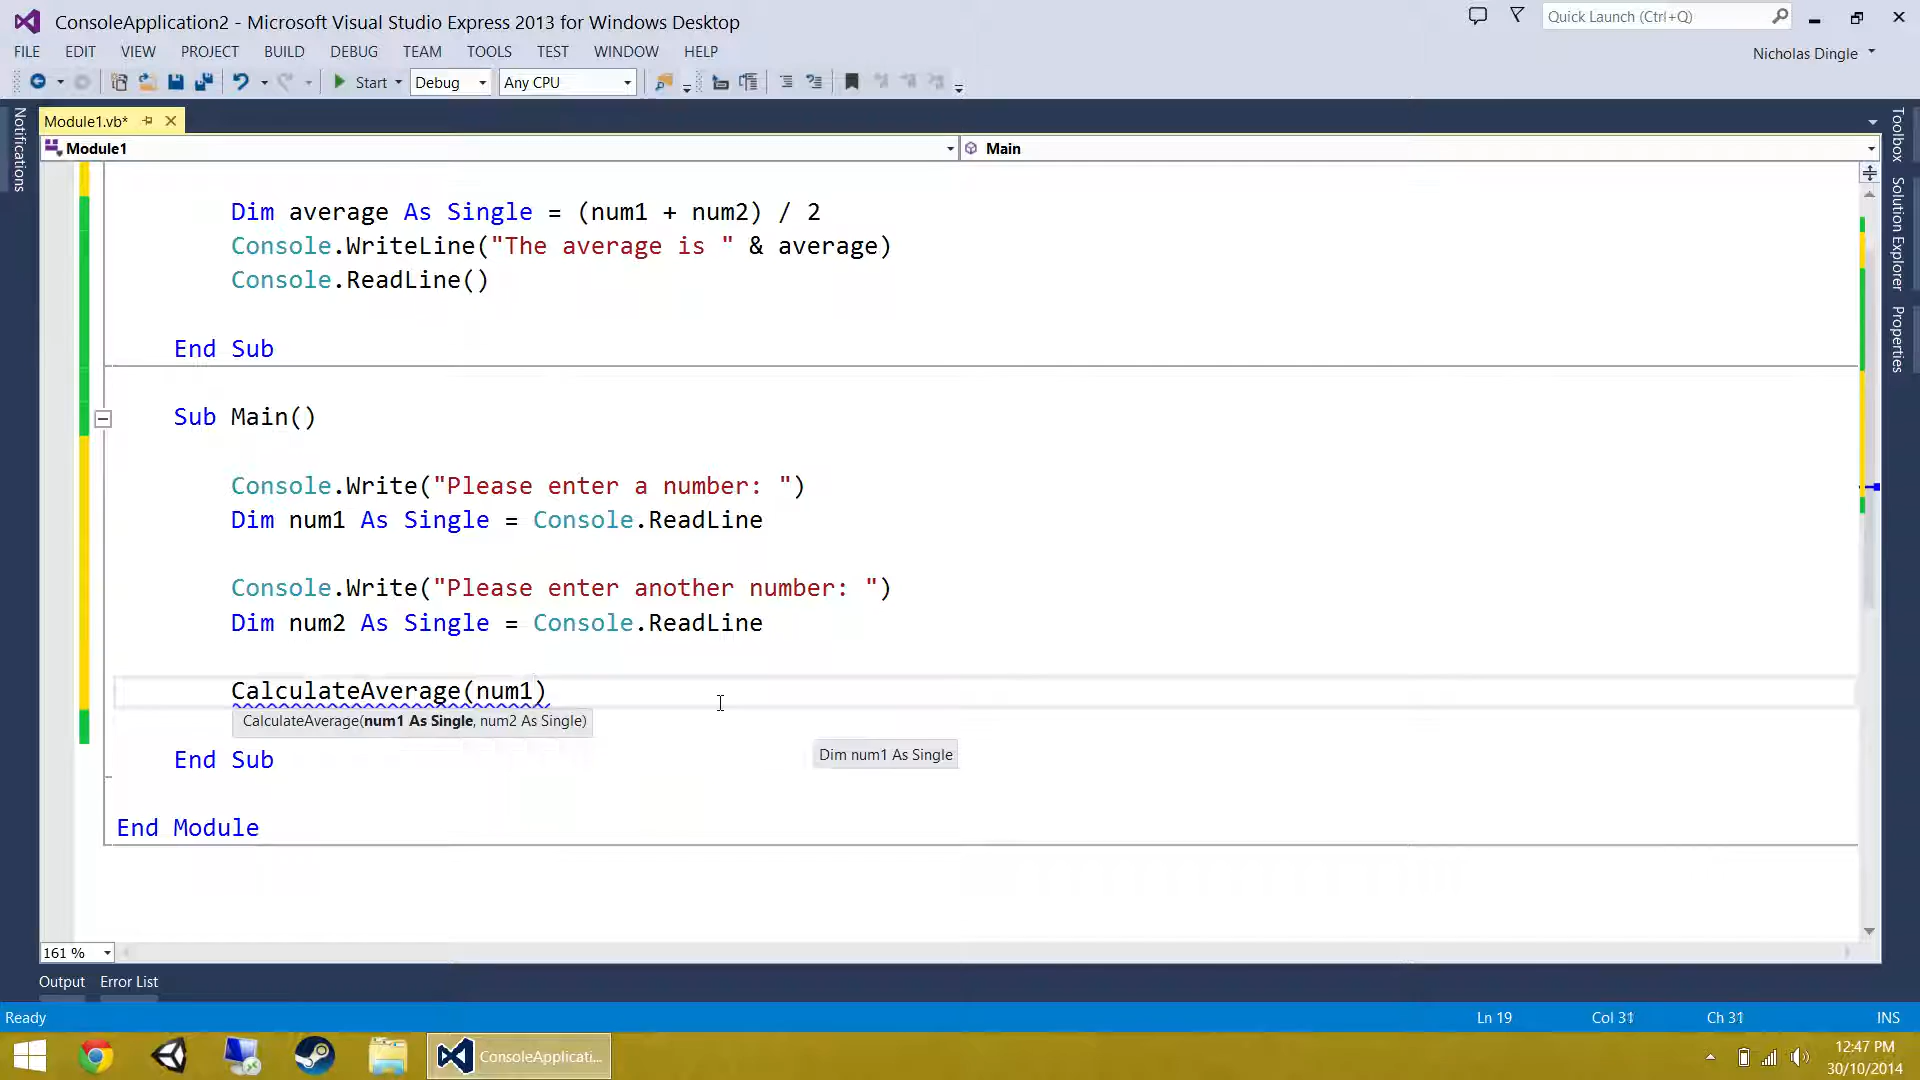 ConsoleApplication2 - Microsoft Visual Studio Express 2013 for Windows Desktop
Quick Launch (Ctrl+Q)
FILE EDIT VIEW PROJECT BUILD DEBUG TEAM TOOLS TEST WINDOW HELP
Nicholas Dingle
Start Debug Any CPU
Notifications
Module1.vb*
Toolbox
Solution Explorer
Properties
Module1
Main
Dim average As Single = (num1 + num2) / 2
Console.WriteLine("The average is " & average)
Console.ReadLine()
End Sub
Sub Main()
Console.Write("Please enter a number: ")
Dim num1 As Single = Console.ReadLine
Console.Write("Please enter another number: ")
Dim num2 As Single = Console.ReadLine
CalculateAverage(num1)
CalculateAverage(num1 As Single, num2 As Single)
Dim num1 As Single
End Sub
End Module
161 %
Output Error List
Ready
Ln 19 Col 31 Ch 31 INS
ConsoleApplicati...
12:47 PM
30/10/2014